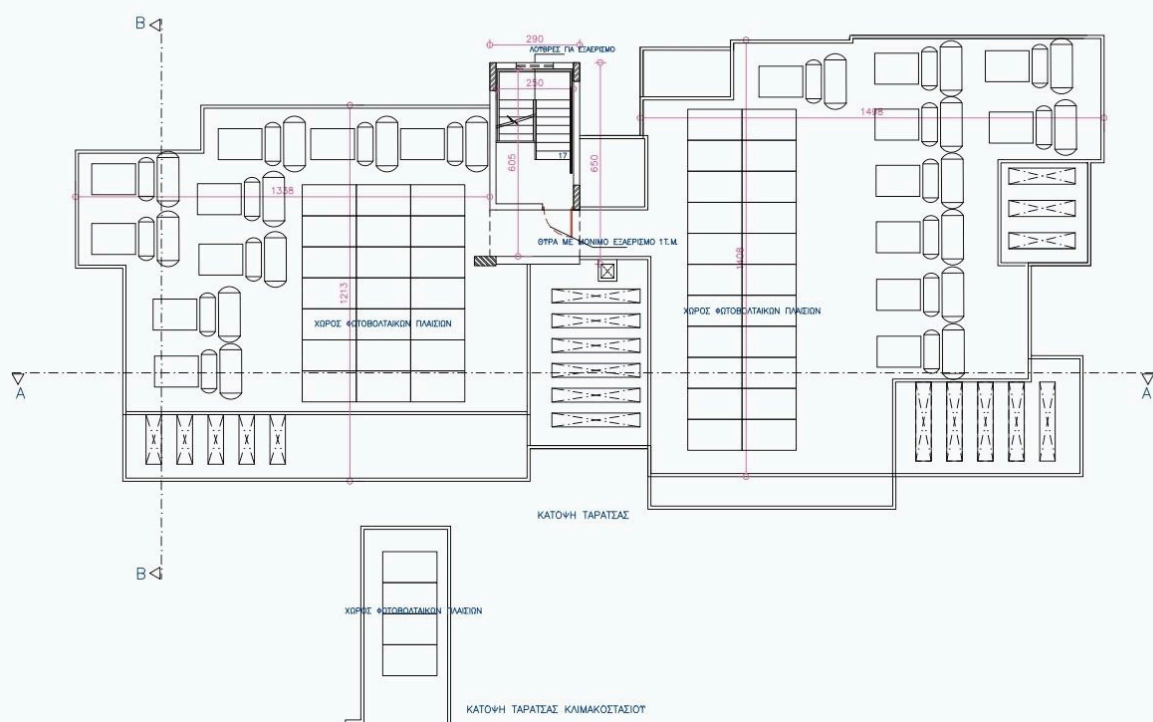 B
290
ΛΟΥΒΡΕΣ ΓΙΑ ΕΞΑΕΡΙΣΜΟ
250
1498
17
605
650
1338
ΘΥΡΑ ΜΕ ΜΟΝΙΜΟ ΕΞΑΕΡΙΣΜΟ 1Τ.Μ.
1213
1408
ΧΩΡΟΣ ΦΩΤΟΒΟΛΤΑΙΚΩΝ ΠΛΑΙΣΙΩΝ
ΧΩΡΟΣ ΦΩΤΟΒΟΛΤΑΙΚΩΝ ΠΛΑΙΣΙΩΝ
A
A
ΚΑΤΟΨΗ ΤΑΡΑΤΣΑΣ
B
ΧΩΡΟΣ ΦΩΤΟΒΟΛΤΑΙΚΩΝ ΠΛΑΙΣΙΩΝ
ΚΑΤΟΨΗ ΤΑΡΑΤΣΑΣ ΚΛΙΜΑΚΟΣΤΑΣΙΟΥ